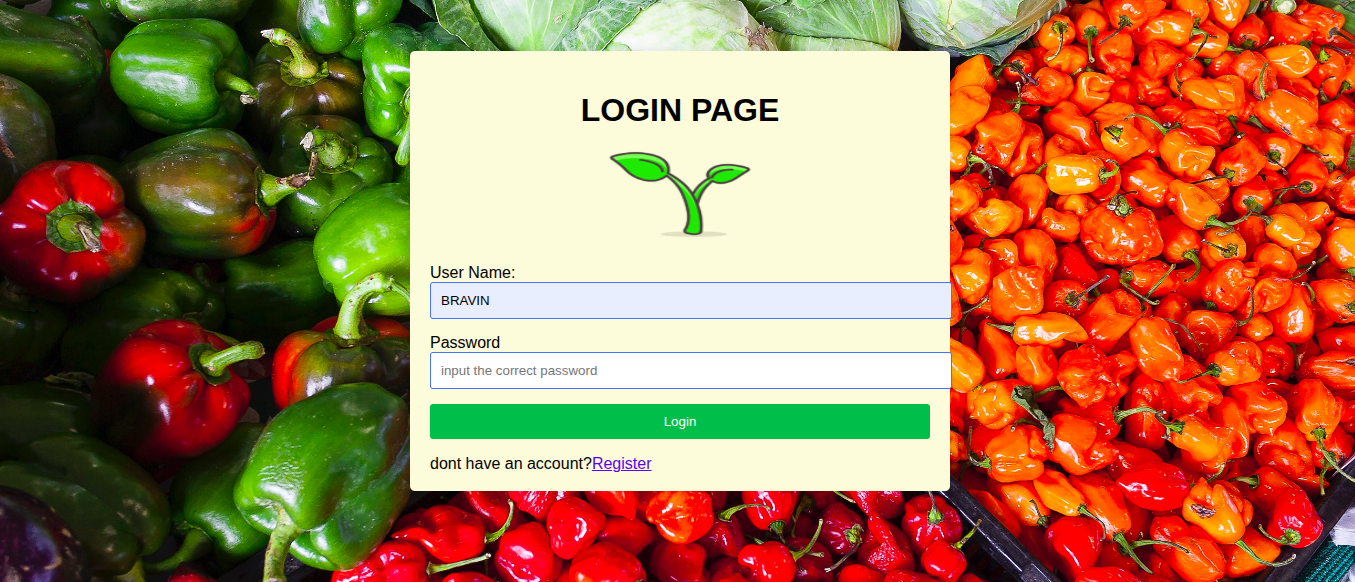 LOGIN PAGE
User Name:
BRAVIN
Password
input the correct password
Login
dont have an account?Register